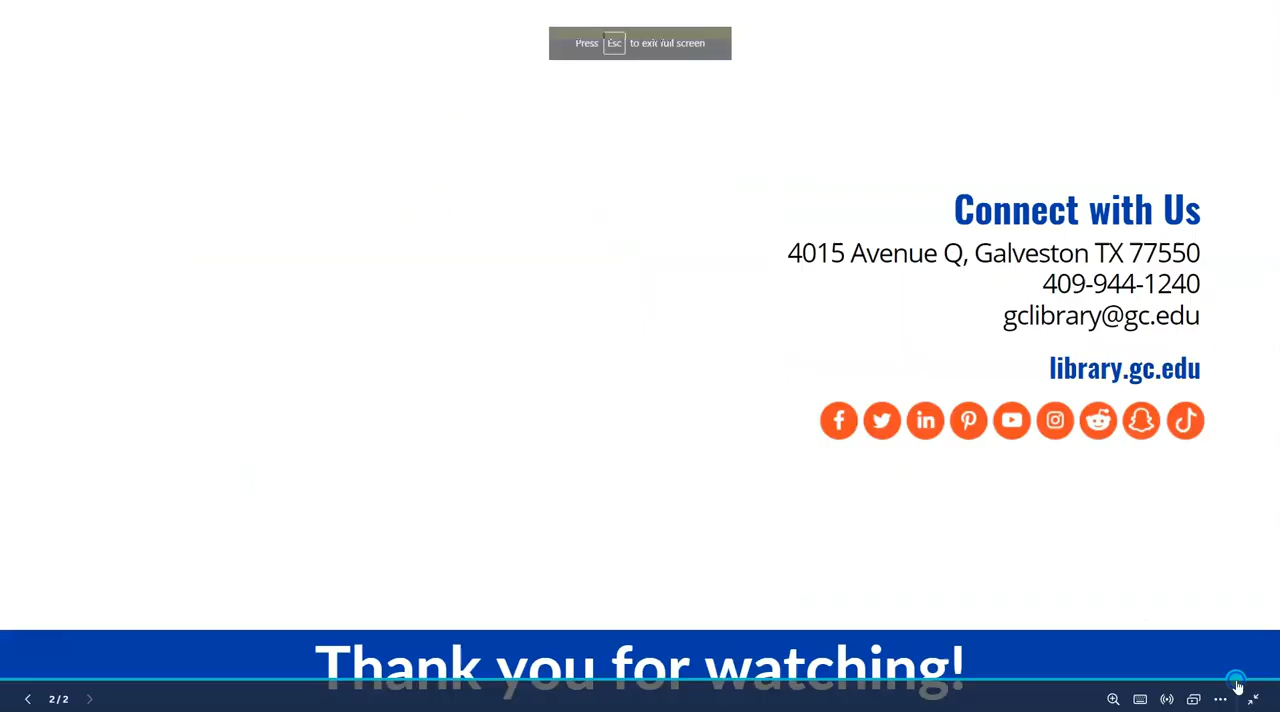 Press Esc to exit full screen
Connect with Us
4015 Avenue Q, Galveston TX 77550
409-944-1240
gclibrary@gc.edu
library.gc.edu
Thank you for watching!
2/2